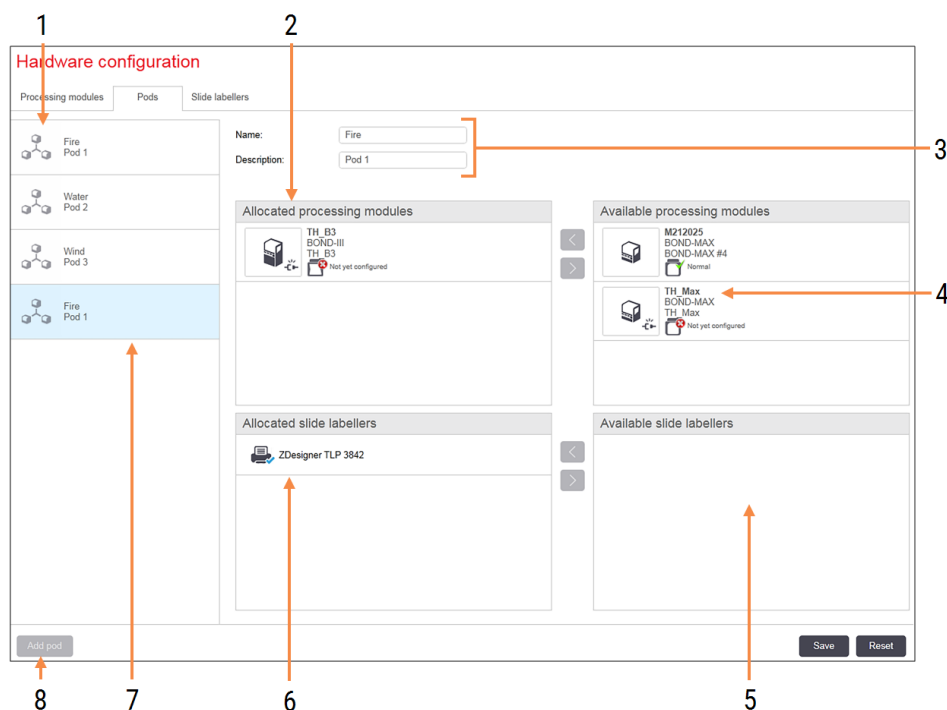 1
2
Hardware configuration
Processing modules
Pods
Slide labellers
Fire
Pod 1
Water
Pod 2
Wind
Pod 3
Fire
Pod 1
Name:
Fire
Description:
Pod 1
3
Allocated processing modules
TH_B3
BOND-III
TH_B3
Not yet configured
<
>
Available processing modules
M212025
BOND-MAX
BOND-MAX #4
Normal
TH_Max
BOND-MAX
TH_Max
Not yet configured
4
Allocated slide labellers
ZDesigner TLP 3842
<
>
Available slide labellers
Add pod
Save
Reset
8
7
6
5